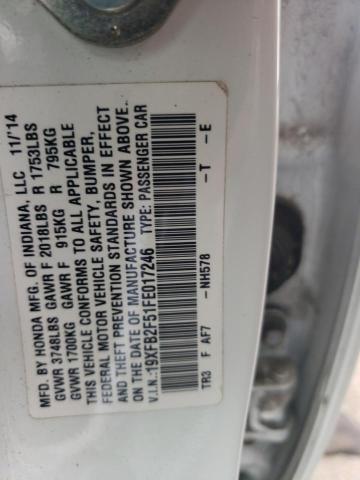 MFD. BY HONDA MFG. OF INDIANA, LLC 11/'14
GVWR 3748LBS GAWR F 2018LBS R 1753LBS
GVWR 1700KG GAWR F 915KG R 795KG
THIS VEHICLE CONFORMS TO ALL APPLICABLE
FEDERAL MOTOR VEHICLE SAFETY, BUMPER,
AND THEFT PREVENTION STANDARDS IN EFFECT
ON THE DATE OF MANUFACTURE SHOWN ABOVE.
V.I.N.:19XFB2F51FE017246 TYPE: PASSENGER CAR
TR3 F AF7 -NH578 -T -E